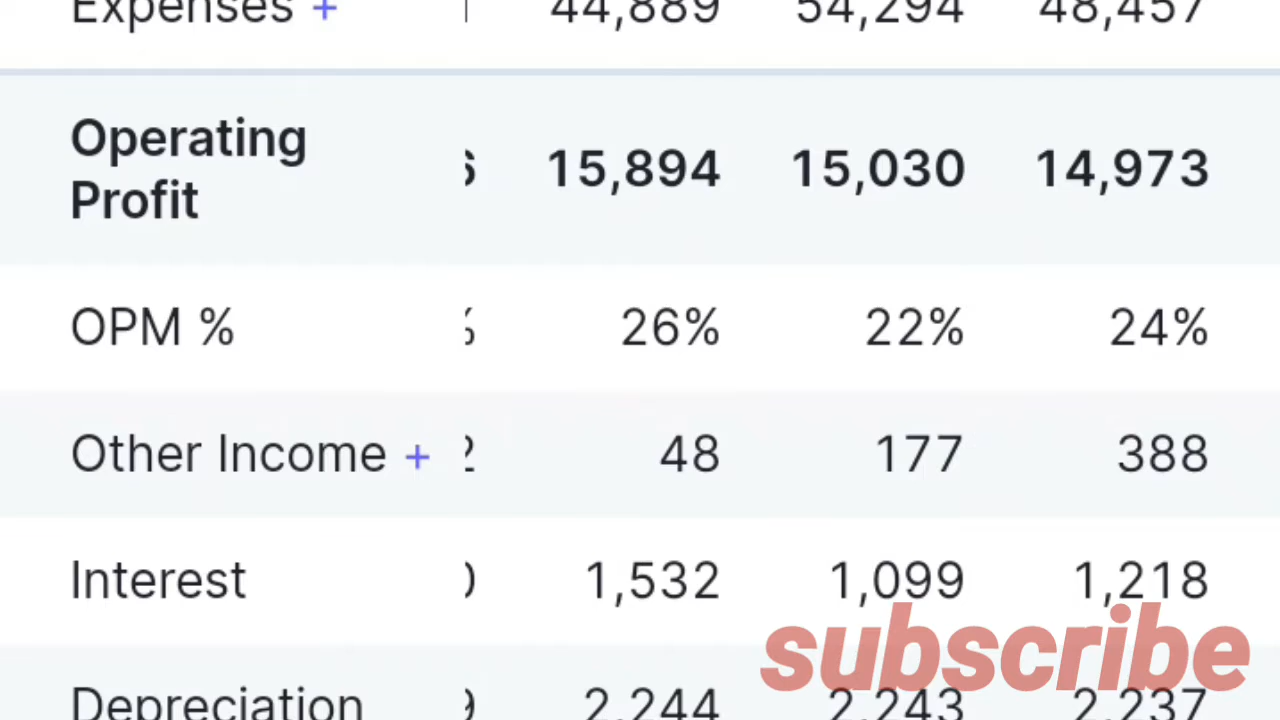 Expenses + 44,889 54,294 48,457
Operating
Profit
15,894 15,030 14,973
OPM % 26% 22% 24%
Other Income + 48 177 388
Interest 1,532 1,099 1,218
subscribe
Depreciation 2,244 2,243 2,237